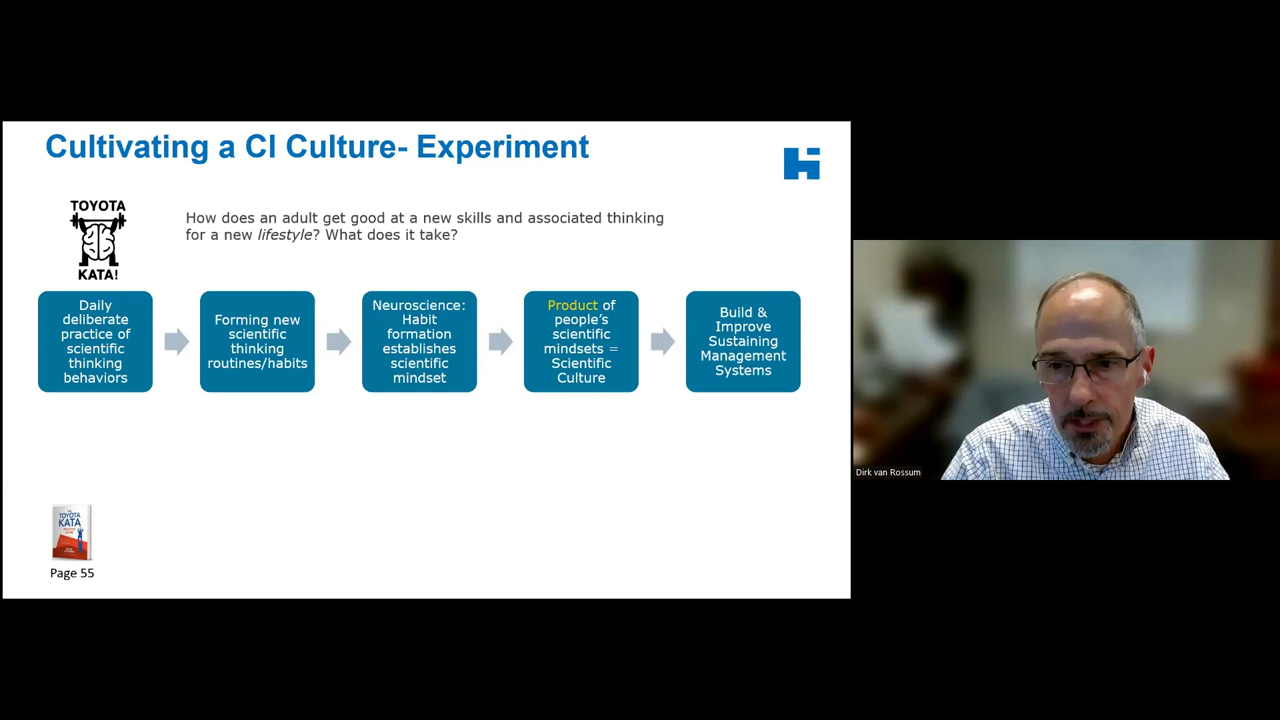 Cultivating a CI Culture- Experiment
TOYOTA
KATA!
How does an adult get good at a new skills and associated thinking
for a new lifestyle? What does it take?
Daily
deliberate
practice of
scientific
thinking
behaviors
Forming new
scientific
thinking
routines/habits
Neuroscience:
Habit
formation
establishes
scientific
mindset
Product of
people's
scientific
mindsets =
Scientific
Culture
Build &
Improve
Sustaining
Management
Systems
Dirk van Rossum
TOYOTA
KATA
Page 55